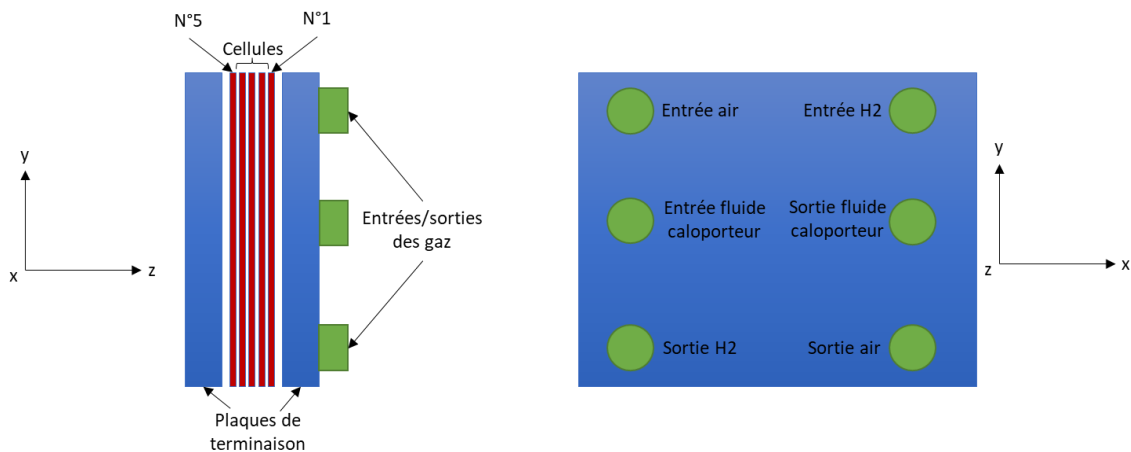 N°5
N°1
Cellules
y
z
x
Entrées/sorties
des gaz
Plaques de
terminaison
Entrée air
Entrée H2
Entrée fluide
caloporteur
Sortie fluide
caloporteur
Sortie H2
Sortie air
y
z
x